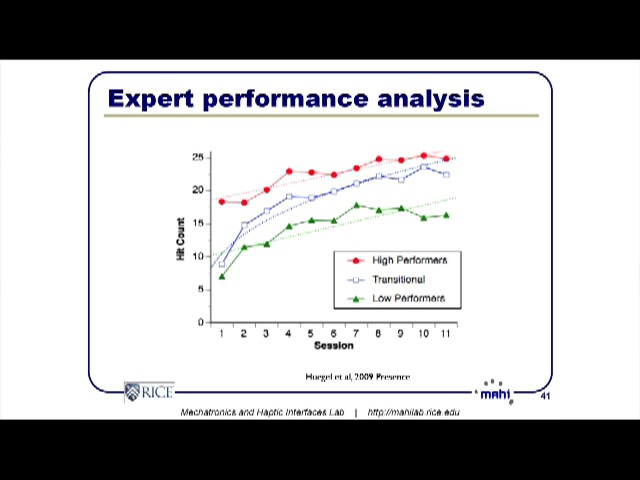 Expert performance analysis
25
20
15
10
5
0
Hit Count
High Performers
Transitional
Low Performers
1 2 3 4 5 6 7 8 9 10 11
Session
Huegel et al, 2009 Presence
RICE
mahi
41
Mechatronics and Haptic Interfaces Lab | http://mahilab.rice.edu